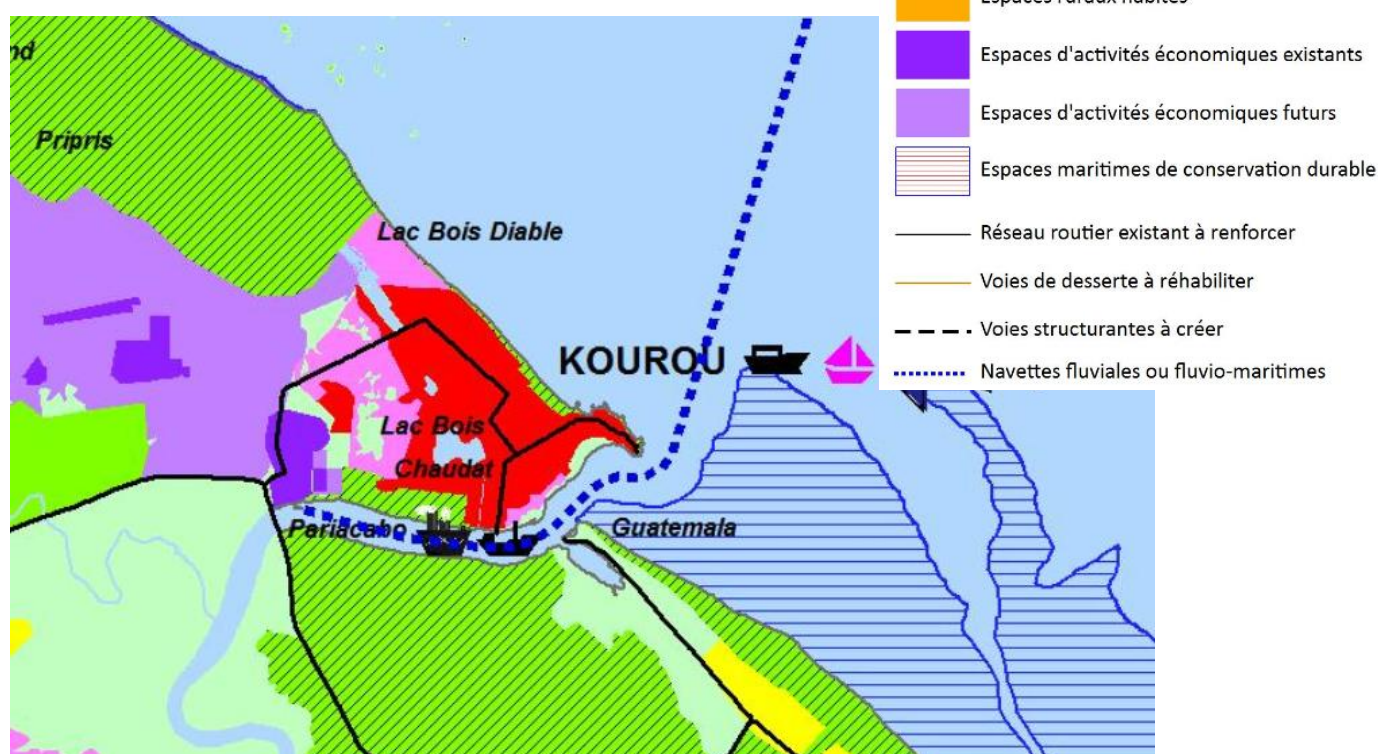 Espaces ruraux habités
Espaces d'activités économiques existants
Espaces d'activités économiques futurs
Espaces maritimes de conservation durable
Réseau routier existant à renforcer
Voies de desserte à réhabiliter
Voies structurantes à créer
Navettes fluviales ou fluvio-maritimes
nd
Pripris
Lac Bois Diable
KOUROU
Lac Bois
Chaudat
Pariacabo
Guatemala